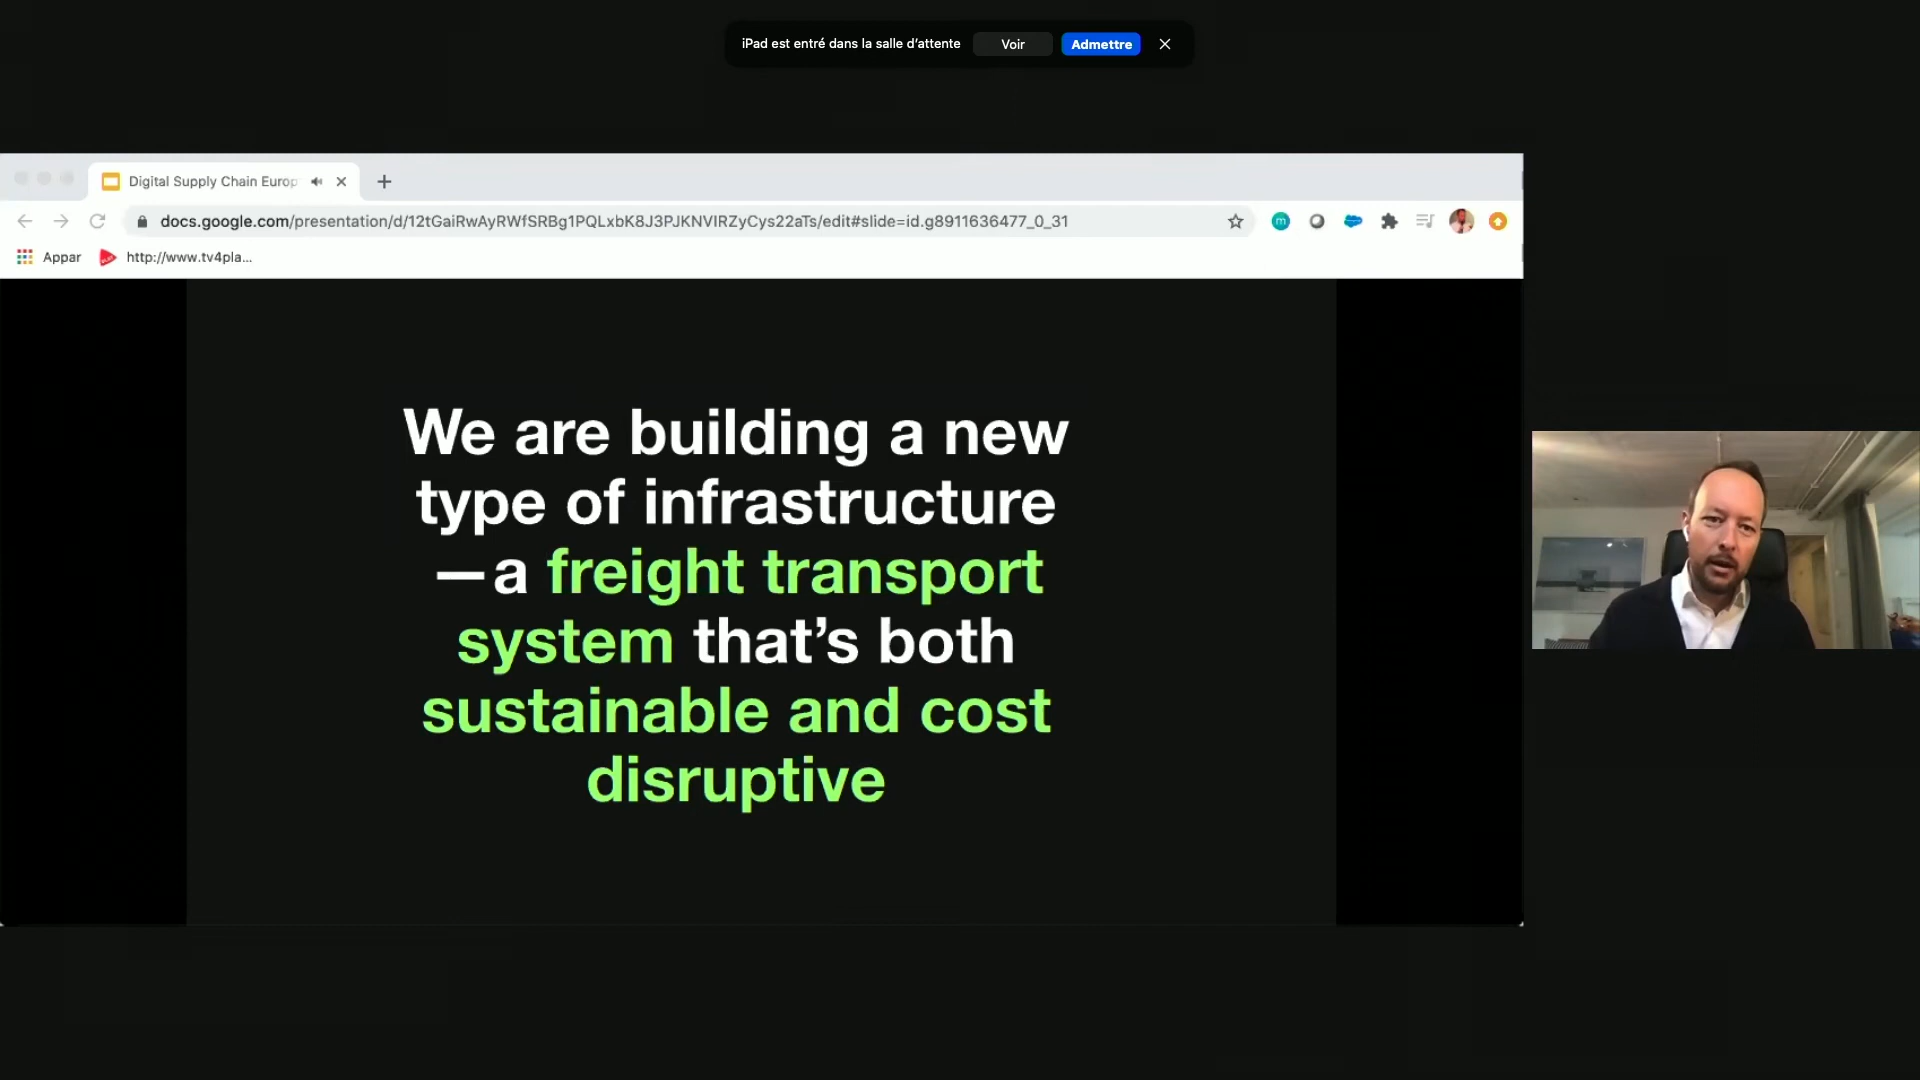 iPad est entré dans la salle d’attente Voir Admettre
Digital Supply Chain Europ
docs.google.com/presentation/d/12tGaiRwAyRWfSRBg1PQLxbK8J3PJKNVIRZyCys22aTs/edit#slide=id.g8911636477_0_31
Appar http://www.tv4pla...
We are building a new
type of infrastructure
—a freight transport
system that’s both
sustainable and cost
disruptive